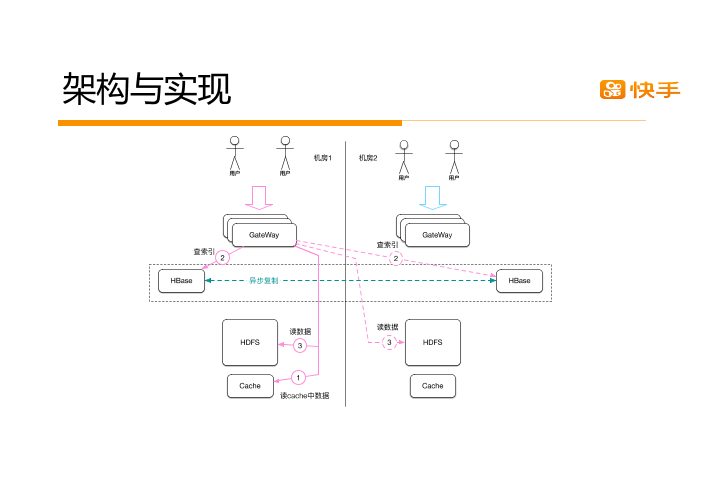 架构与实现
快手
机房1
机房2
用户
用户
用户
用户
GateWay
GateWay
查索引
2
查索引
2
HBase
异步复制
HBase
HDFS
读数据
3
读数据
3
HDFS
Cache
1
读cache中数据
Cache